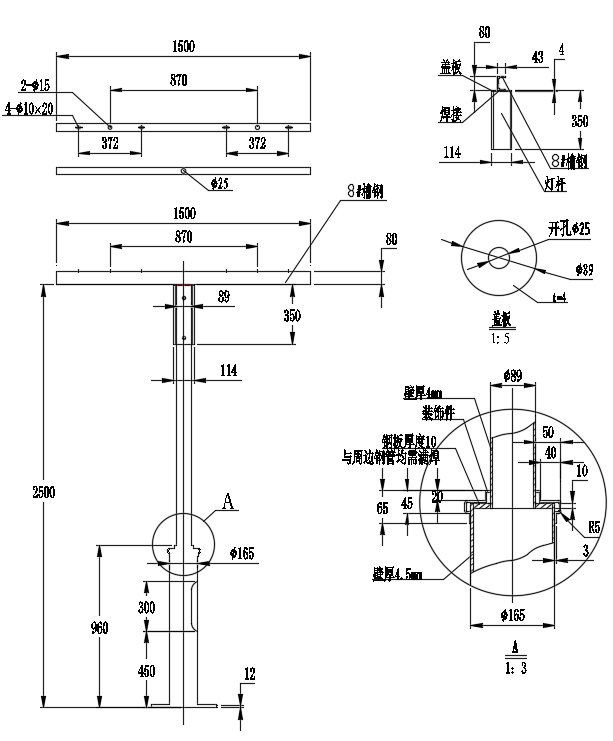 1500
2-Φ15
870
4-Φ10×20
372
372
Φ25
8#槽钢
1500
870
80
89
350
114
2500
A
Φ165
300
960
450
12
80
43
4
盖板
焊接
350
114
8#槽钢
灯杆
开孔Φ25
Φ89
t=4
盖板
1:5
Φ89
壁厚4mm
装饰件
50
钢板厚度10
40
与周边钢管均需满焊
10
20
45
65
R5
3
壁厚4.5mm
Φ165
A
1:3